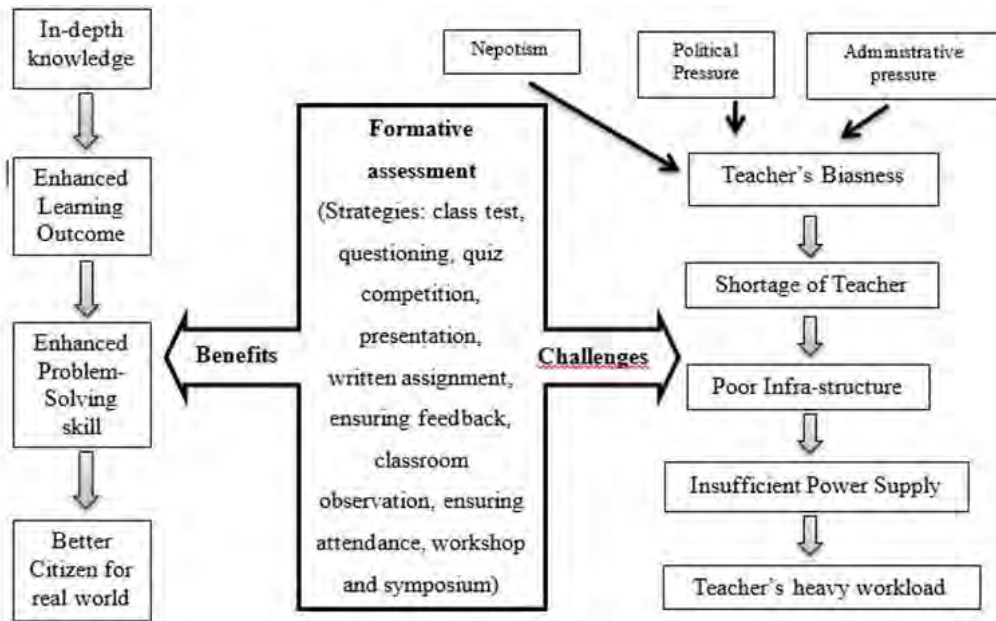 In-depth
knowledge
Enhanced
Learning
Outcome
Enhanced
Problem-
Solving
skill
Better
Citizen for
real world
Benefits
Formative
assessment
(Strategies: class test,
questioning, quiz
competition,
presentation,
written assignment,
ensuring feedback,
classroom
observation, ensuring
attendance, workshop
and symposium)
Challenges
Nepotism
Political
Pressure
Administrative
pressure
Teacher's Biasness
Shortage of Teacher
Poor Infra-structure
Insufficient Power Supply
Teacher's heavy workload